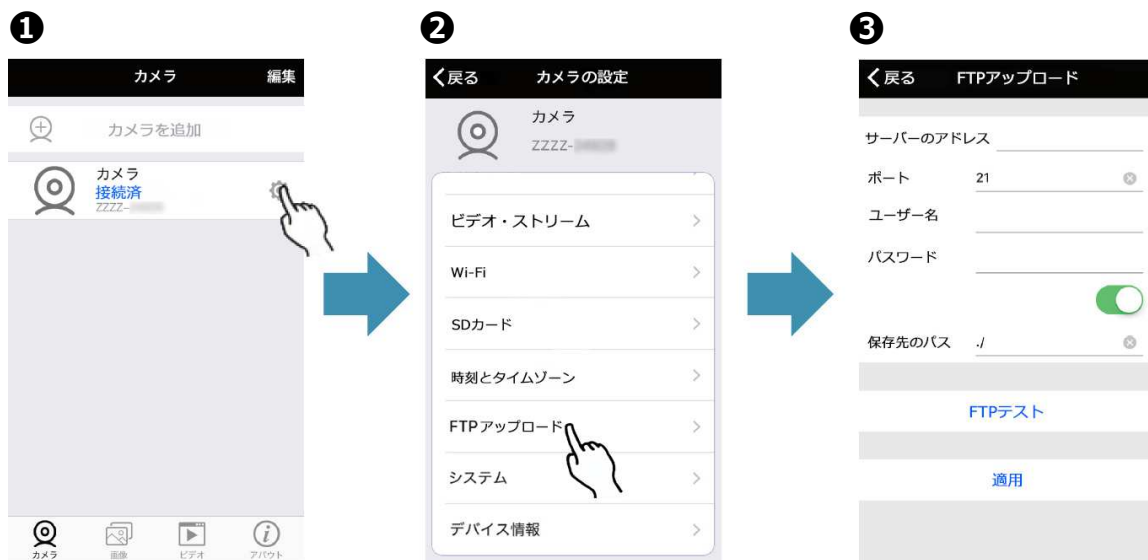 ❶
カメラ 編集
カメラを追加
カメラ
接続済
ZZZZ-
カメラ 画像 ビデオ アバウト
❷
戻る カメラの設定
カメラ
ZZZZ-
ビデオ・ストリーム
Wi-Fi
SDカード
時刻とタイムゾーン
FTPアップロード
システム
デバイス情報
❸
戻る FTPアップロード
サーバーのアドレス
ポート 21
ユーザー名
パスワード
保存先のパス ./
FTPテスト
適用